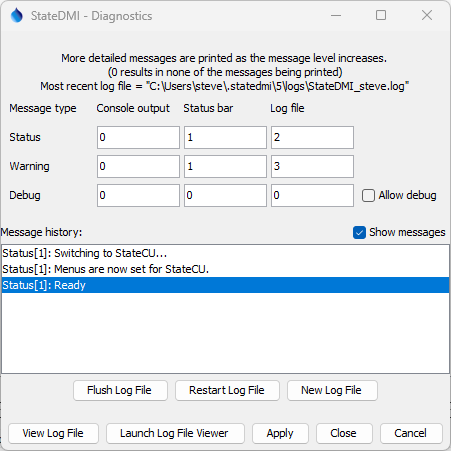 StateDMI - Diagnostics
More detailed messages are printed as the message level increases.
(0 results in none of the messages being printed)
Most recent log file = "C:\Users\steve\.statedmi\5\logs\StateDMI_steve.log"
Message type Console output Status bar Log file
Status 0 1 2
Warning 0 1 3
Debug 0 0 0 Allow debug
Message history: Show messages
Status[1]: Switching to StateCU...
Status[1]: Menus are now set for StateCU.
Status[1]: Ready
Flush Log File Restart Log File New Log File
View Log File Launch Log File Viewer Apply Close Cancel